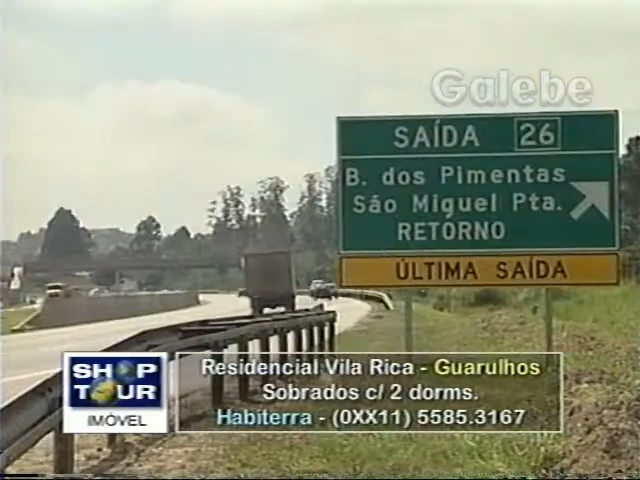 Galebe
SAÍDA 26
B. dos Pimentas
São Miguel Pta.
RETORNO
ÚLTIMA SAÍDA
SHOP TOUR
IMÓVEL
Residencial Vila Rica - Guarulhos
Sobrados c/ 2 dorms.
Habiterra - (0XX11) 5585.3167